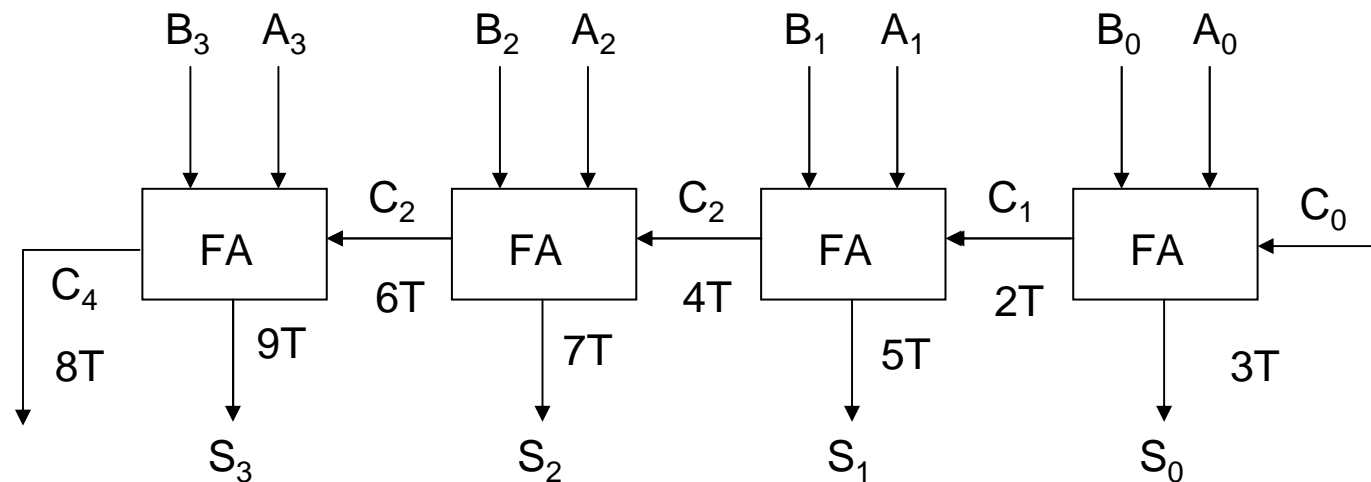 B₃ A₃ B₂ A₂ B₁ A₁ B₀ A₀
C₂ C₂ C₁ C₀
FA FA FA FA
C₄ 6T 4T 2T
8T 9T 7T 5T 3T
S₃ S₂ S₁ S₀